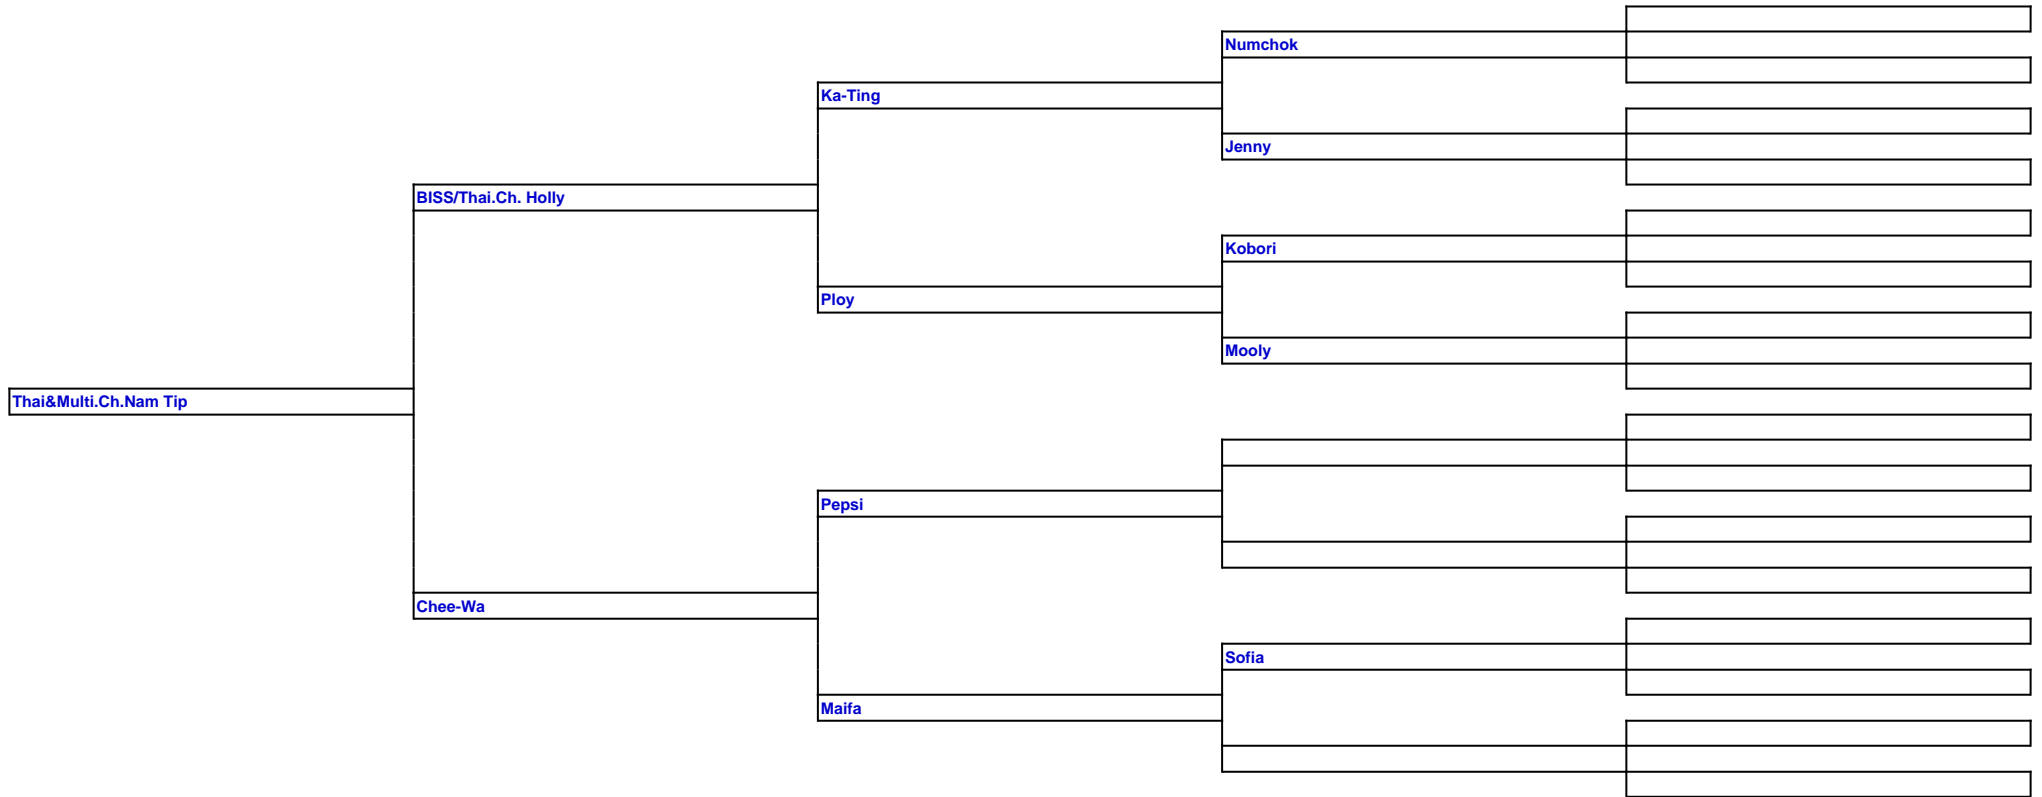 Numchok
Ka-Ting
Jenny
BISS/Thai.Ch. Holly
Kobori
Ploy
Mooly
Thai&Multi.Ch.Nam Tip
Pepsi
Chee-Wa
Sofia
Maifa